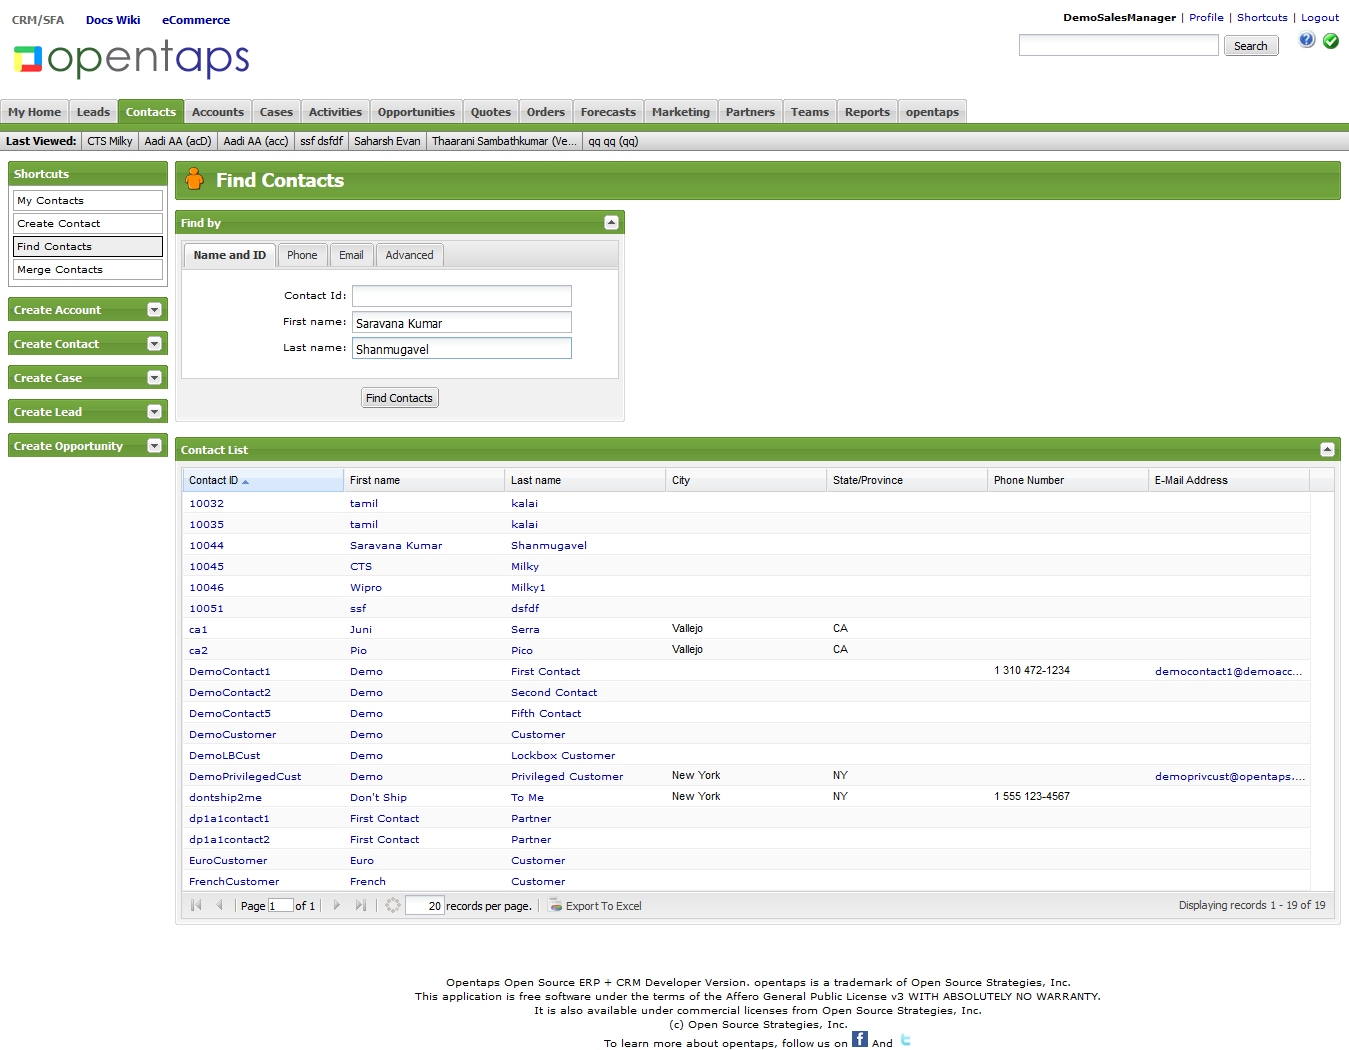 CRM/SFA Docs Wiki eCommerce
DemoSalesManager | Profile | Shortcuts | Logout
opentaps
Search
My Home Leads Contacts Accounts Cases Activities Opportunities Quotes Orders Forecasts Marketing Partners Teams Reports opentaps
Last Viewed: CTS Milky Aadi AA (acD) Aadi AA (acc) ssf dsfdf Saharsh Evan Thaarani Sambathkumar (Ve... qq qq (qq)
Shortcuts
My Contacts
Create Contact
Find Contacts
Merge Contacts
Create Account
Create Contact
Create Case
Create Lead
Create Opportunity
Find Contacts
Find by
Name and ID Phone Email Advanced
Contact Id:
First name: Saravana Kumar
Last name: Shanmugavel
Find Contacts
Contact List
Contact ID First name Last name City State/Province Phone Number E-Mail Address
10032 tamil kalai
10035 tamil kalai
10044 Saravana Kumar Shanmugavel
10045 CTS Milky
10046 Wipro Milky1
10051 ssf dsfdf
ca1 Juni Serra Vallejo CA
ca2 Pio Pico Vallejo CA
DemoContact1 Demo First Contact 1 310 472-1234 democontact1@demoacc...
DemoContact2 Demo Second Contact
DemoContact5 Demo Fifth Contact
DemoCustomer Demo Customer
DemoLBCust Demo Lockbox Customer
DemoPrivilegedCust Demo Privileged Customer New York NY demoprivcust@opentaps....
dontship2me Don't Ship To Me New York NY 1 555 123-4567
dp1a1contact1 First Contact Partner
dp1a1contact2 First Contact Partner
EuroCustomer Euro Customer
FrenchCustomer French Customer
Page 1 of 1 20 records per page. Export To Excel Displaying records 1 - 19 of 19
Opentaps Open Source ERP + CRM Developer Version. opentaps is a trademark of Open Source Strategies, Inc.
This application is free software under the terms of the Affero General Public License v3 WITH ABSOLUTELY NO WARRANTY.
It is also available under commercial licenses from Open Source Strategies, Inc.
(c) Open Source Strategies, Inc.
To learn more about opentaps, follow us on f And t